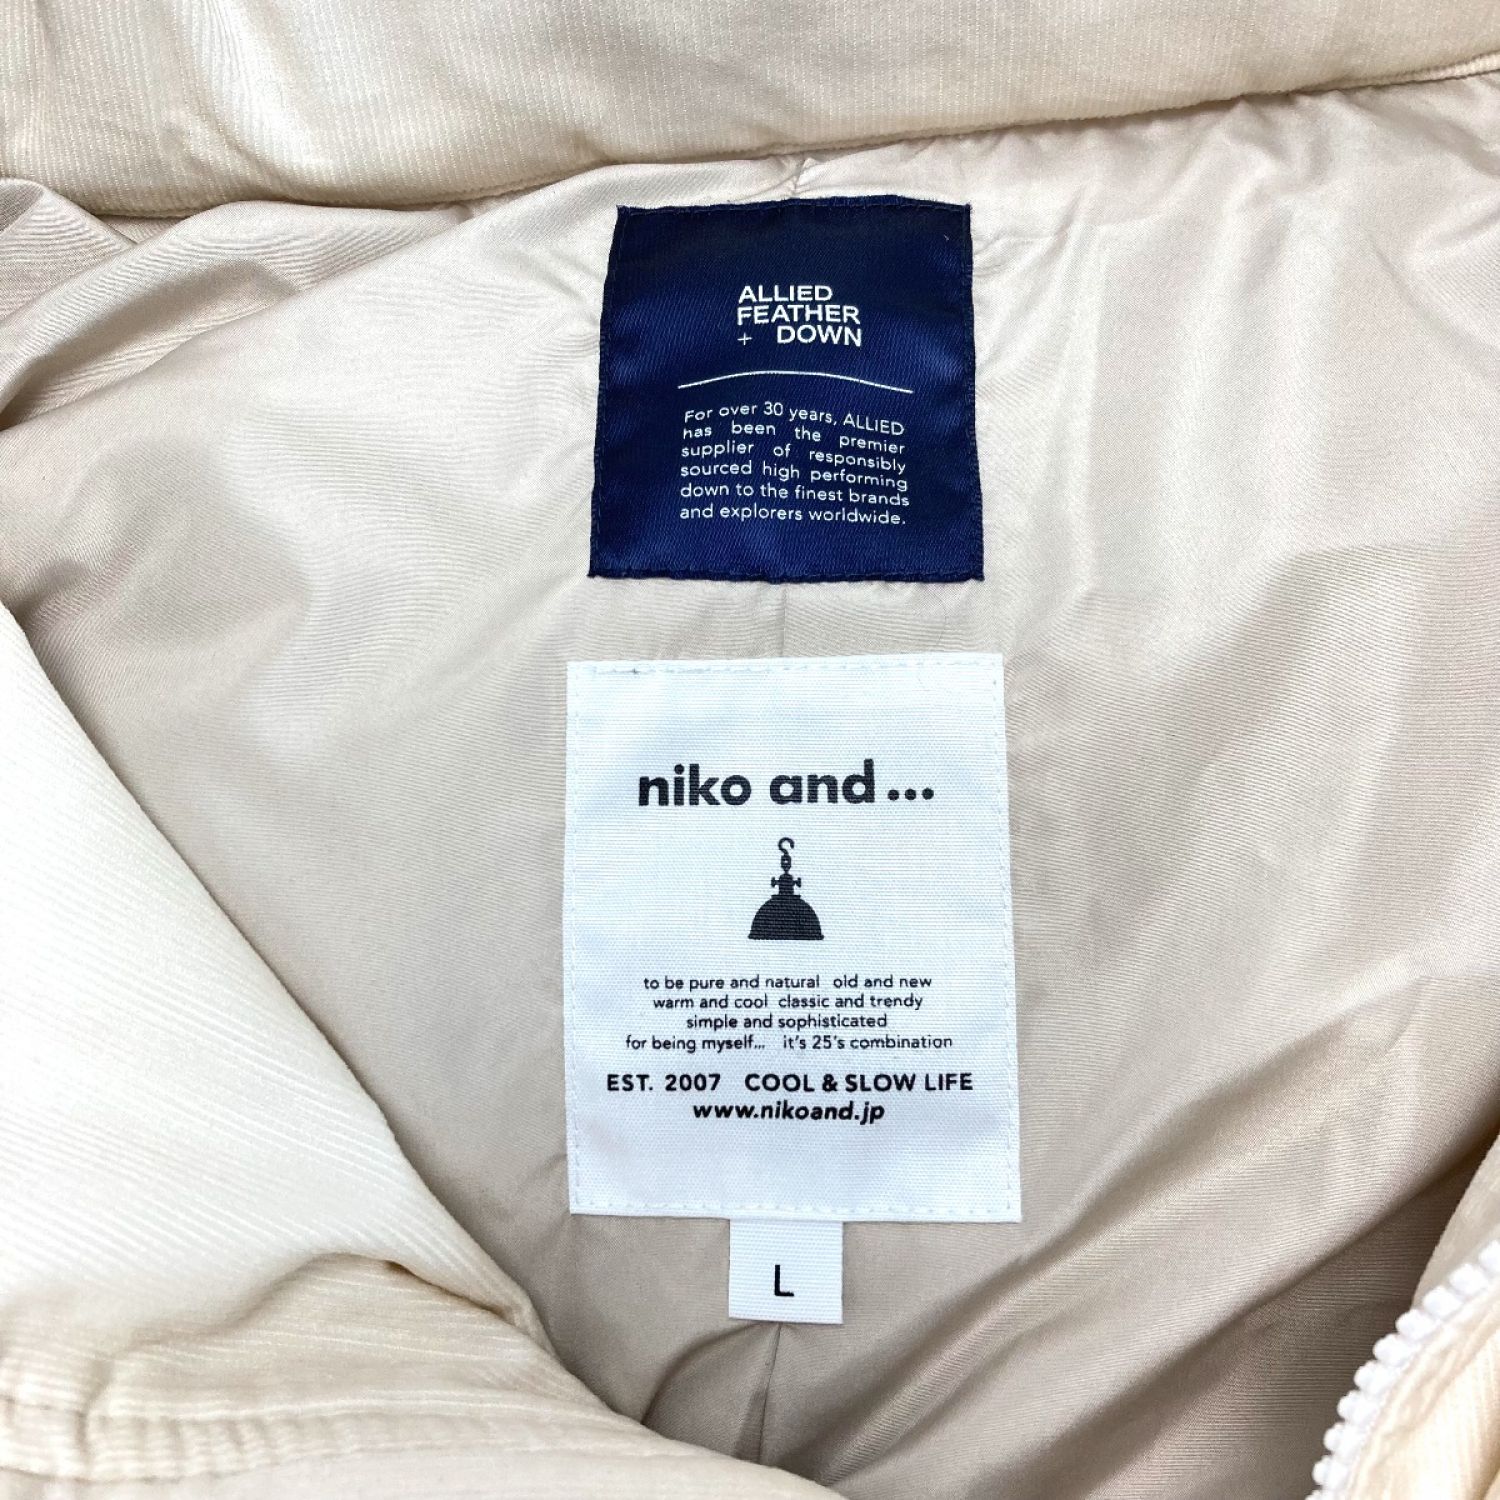 ALLIED
FEATHER
+ DOWN
For over 30 years, ALLIED
has been the premier
supplier of responsibly
sourced high performing
down to the finest brands
and explorers worldwide.
niko and...
to be pure and natural old and new
warm and cool classic and trendy
simple and sophisticated
for being myself... it's 25's combination
EST. 2007 COOL & SLOW LIFE
www.nikoand.jp
L